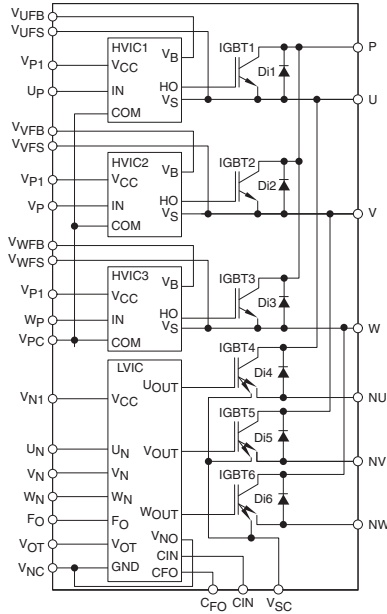 VUFB
VUFS
HVIC1
IGBT1
P
VB
VP1
VCC
HO
Di1
UP
IN
VS
U
COM
VVFB
VVFS
HVIC2
IGBT2
VB
VP1
VCC
HO
Di2
VP
IN
VS
V
COM
VWFB
VWFS
HVIC3
IGBT3
VB
VP1
VCC
HO
Di3
WP
IN
VS
W
VPC
COM
LVIC
IGBT4
UOUT
Di4
VN1
VCC
NU
IGBT5
UN
UN
VOUT
Di5
NV
VN
VN
IGBT6
WN
WN
WOUT
Di6
FO
FO
NW
VOT
VOT
VNO
VNC
GND
CIN
CFO
CFO
CIN
VSC